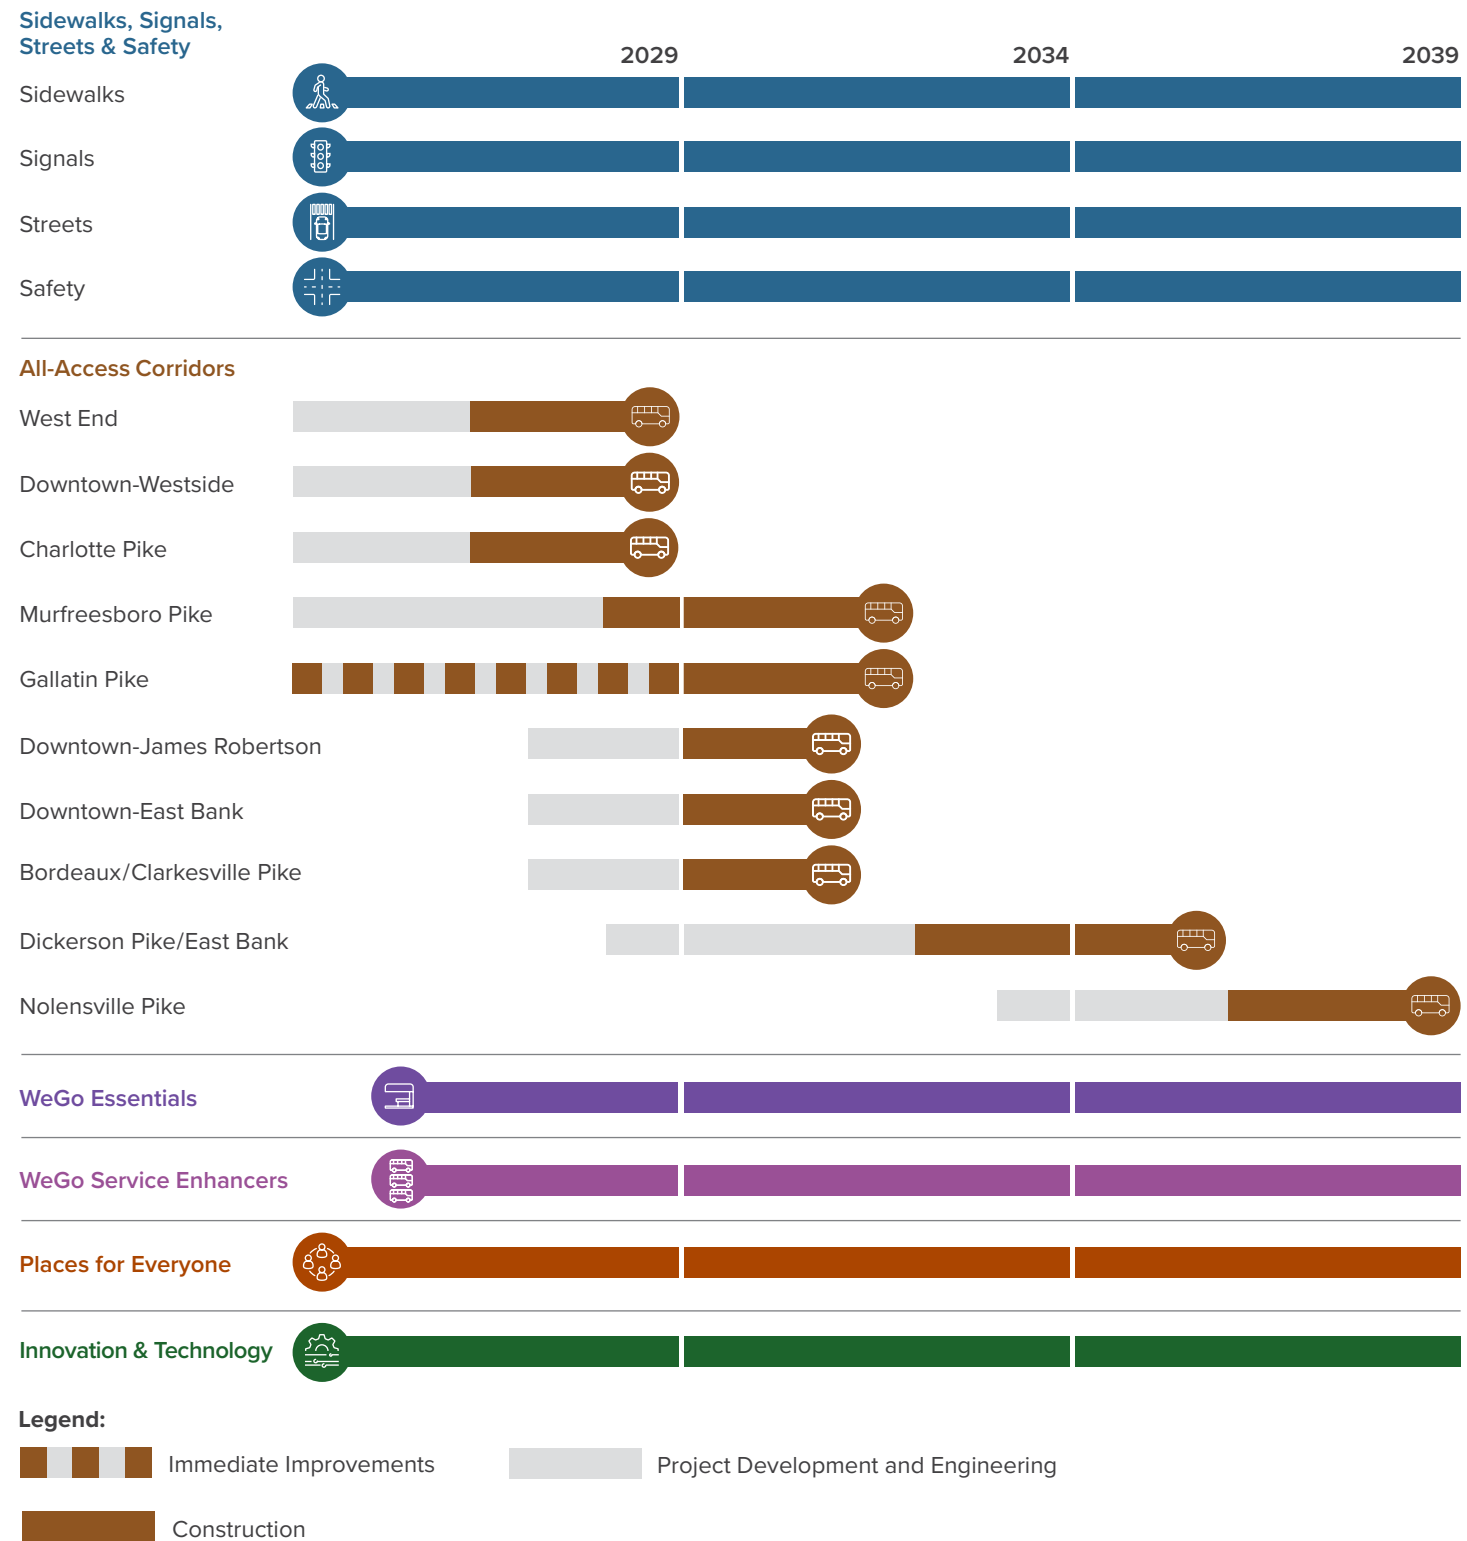 Sidewalks, Signals,
Streets & Safety
2029
2034
2039
Sidewalks
Signals
Streets
Safety
All-Access Corridors
West End
Downtown-Westside
Charlotte Pike
Murfreesboro Pike
Gallatin Pike
Downtown-James Robertson
Downtown-East Bank
Bordeaux/Clarkesville Pike
Dickerson Pike/East Bank
Nolensville Pike
WeGo Essentials
WeGo Service Enhancers
Places for Everyone
Innovation & Technology
Legend:
Immediate Improvements
Project Development and Engineering
Construction